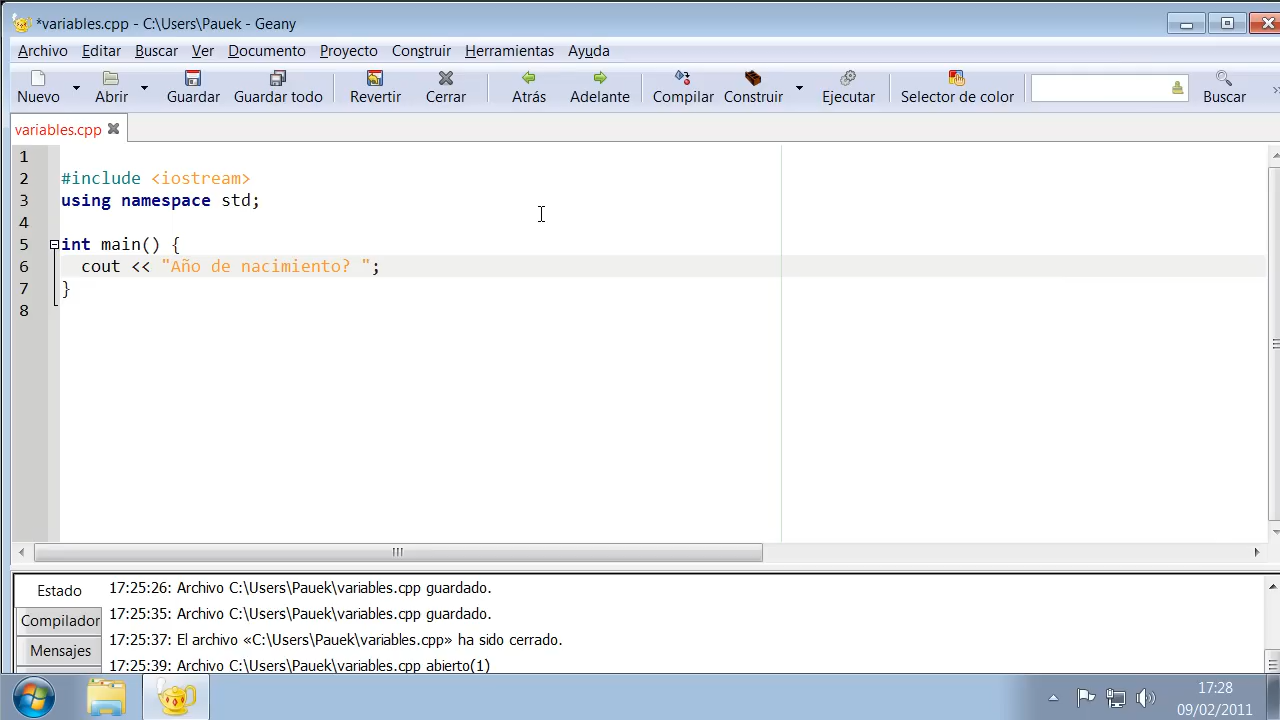 *variables.cpp - C:\Users\Pauek - Geany
Archivo Editar Buscar Ver Documento Proyecto Construir Herramientas Ayuda
Nuevo Abrir Guardar Guardar todo Revertir Cerrar Atrás Adelante Compilar Construir Ejecutar Selector de color Buscar
variables.cpp
1
2 #include <iostream>
3 using namespace std;
4
5 int main() {
6 cout << "Año de nacimiento? ";
7 }
8
Estado
Compilador
Mensajes
17:25:26: Archivo C:\Users\Pauek\variables.cpp guardado.
17:25:35: Archivo C:\Users\Pauek\variables.cpp guardado.
17:25:37: El archivo «C:\Users\Pauek\variables.cpp» ha sido cerrado.
17:25:39: Archivo C:\Users\Pauek\variables.cpp abierto(1)
17:28
09/02/2011